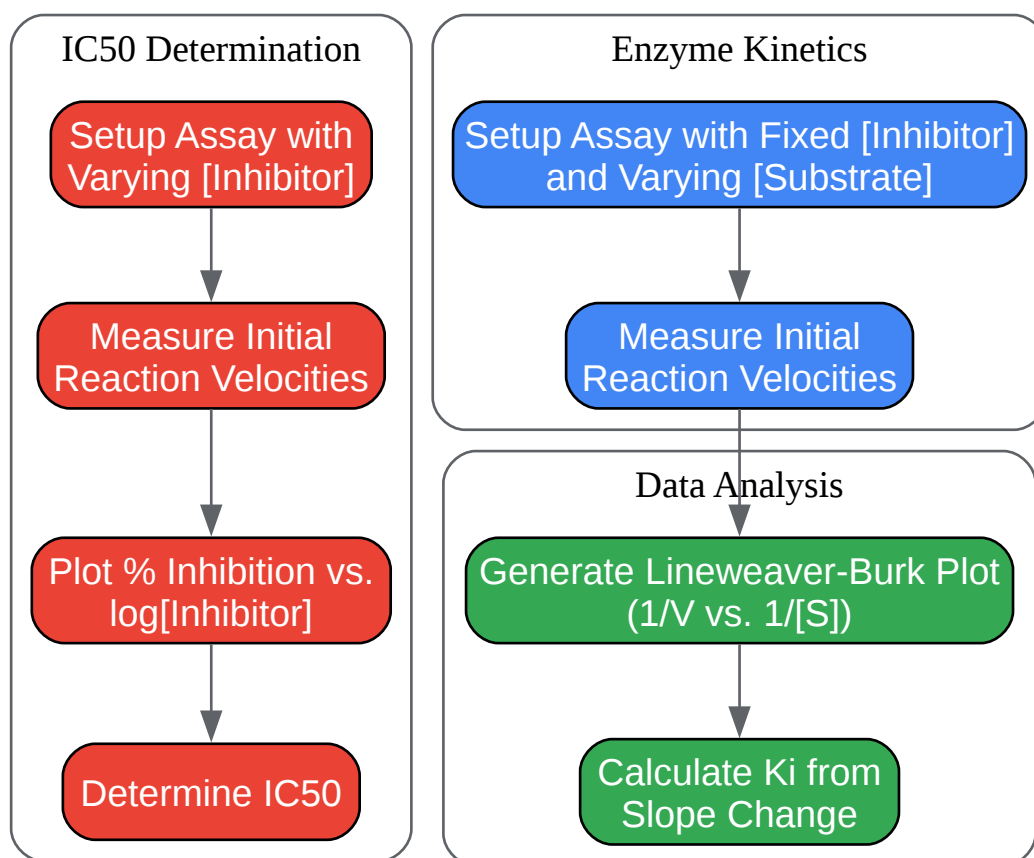 IC50 Determination
Setup Assay with
Varying [Inhibitor]
Measure Initial
Reaction Velocities
Plot % Inhibition vs.
log[Inhibitor]
Determine IC50
Enzyme Kinetics
Setup Assay with Fixed [Inhibitor]
and Varying [Substrate]
Measure Initial
Reaction Velocities
Data Analysis
Generate Lineweaver-Burk Plot
(1/V vs. 1/[S])
Calculate Ki from
Slope Change